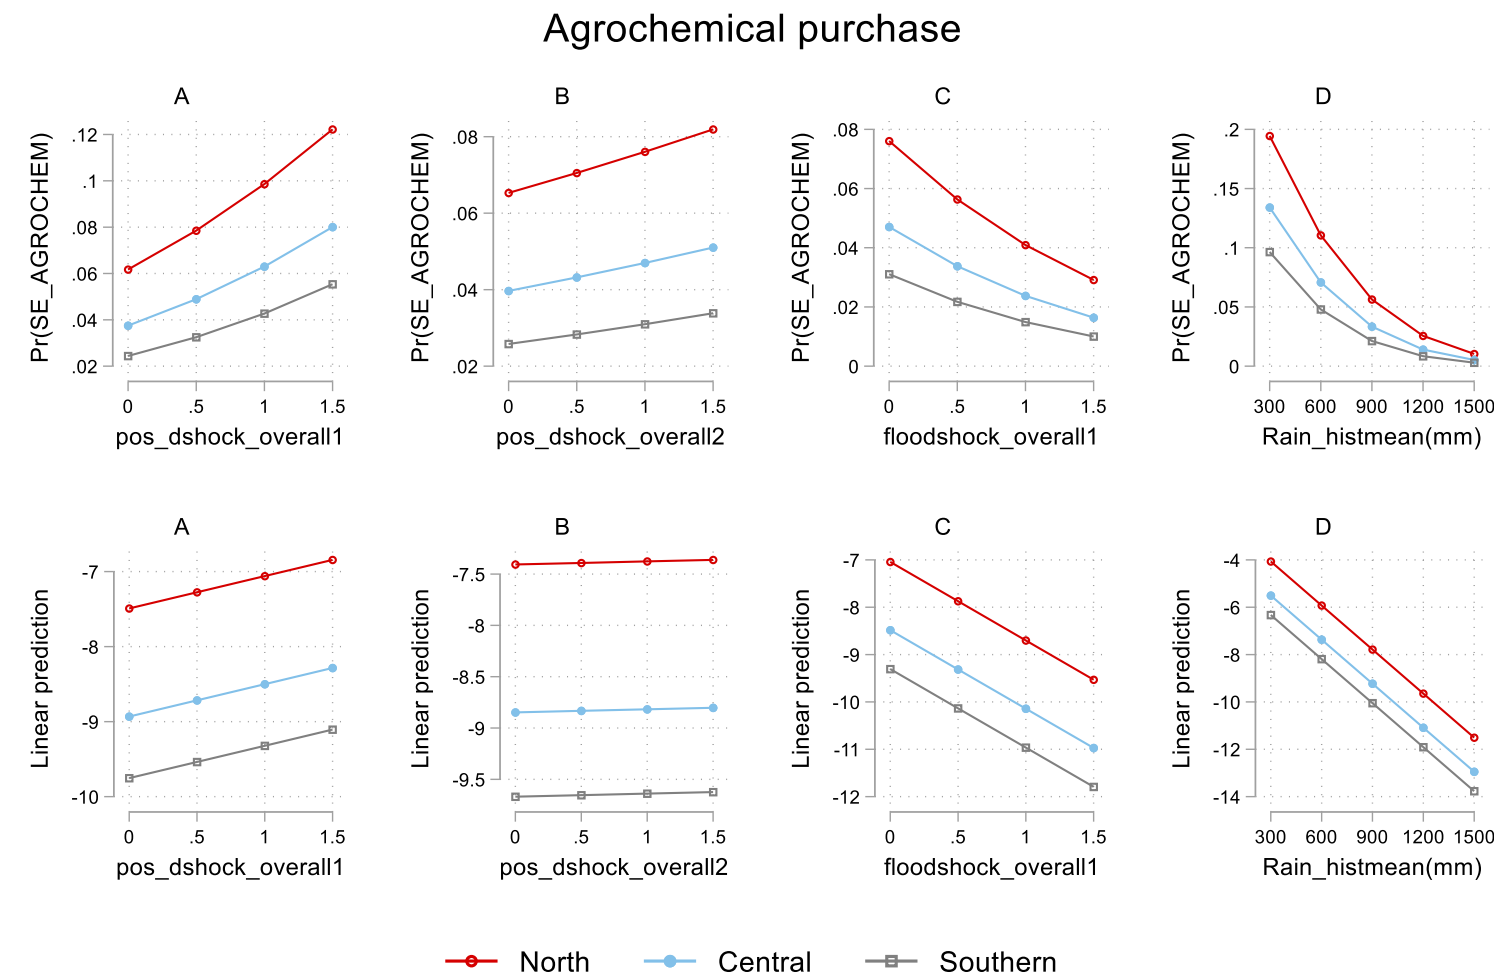 Agrochemical purchase
A
Pr(SE_AGROCHEM)
.12
.1
.08
.06
.04
.02
0 .5 1 1.5
pos_dshock_overall1
B
Pr(SE_AGROCHEM)
.08
.06
.04
.02
0 .5 1 1.5
pos_dshock_overall2
C
Pr(SE_AGROCHEM)
.08
.06
.04
.02
0
0 .5 1 1.5
floodshock_overall1
D
Pr(SE_AGROCHEM)
.2
.15
.1
.05
0
300 600 900 1200 1500
Rain_histmean(mm)
A
Linear prediction
-7
-8
-9
-10
0 .5 1 1.5
pos_dshock_overall1
B
Linear prediction
-7.5
-8
-8.5
-9
-9.5
0 .5 1 1.5
pos_dshock_overall2
C
Linear prediction
-7
-8
-9
-10
-11
-12
0 .5 1 1.5
floodshock_overall1
D
Linear prediction
-4
-6
-8
-10
-12
-14
300 600 900 1200 1500
Rain_histmean(mm)
North Central Southern